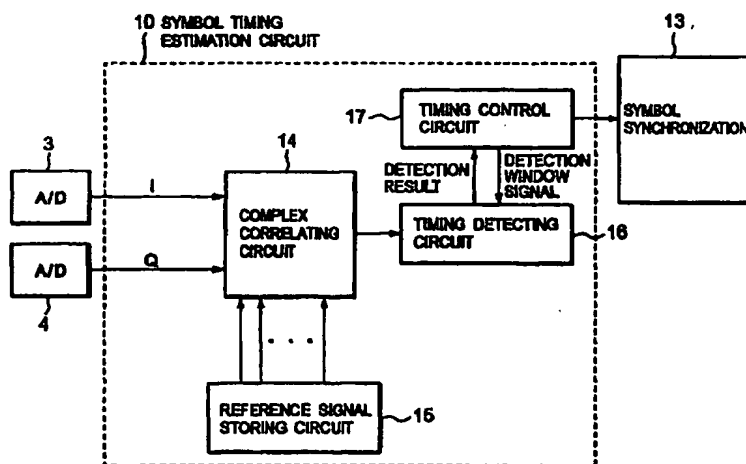 10 SYMBOL TIMING
ESTIMATION CIRCUIT
13
17
TIMING CONTROL
CIRCUIT
SYMBOL
SYNCHRONIZATION
3
14
DETECTION
RESULT
DETECTION
WINDOW
SIGNAL
A/D
I
COMPLEX
CORRELATING
CIRCUIT
TIMING DETECTING
CIRCUIT
16
A/D
Q
4
. . .
REFERENCE SIGNAL
STORING CIRCUIT
15